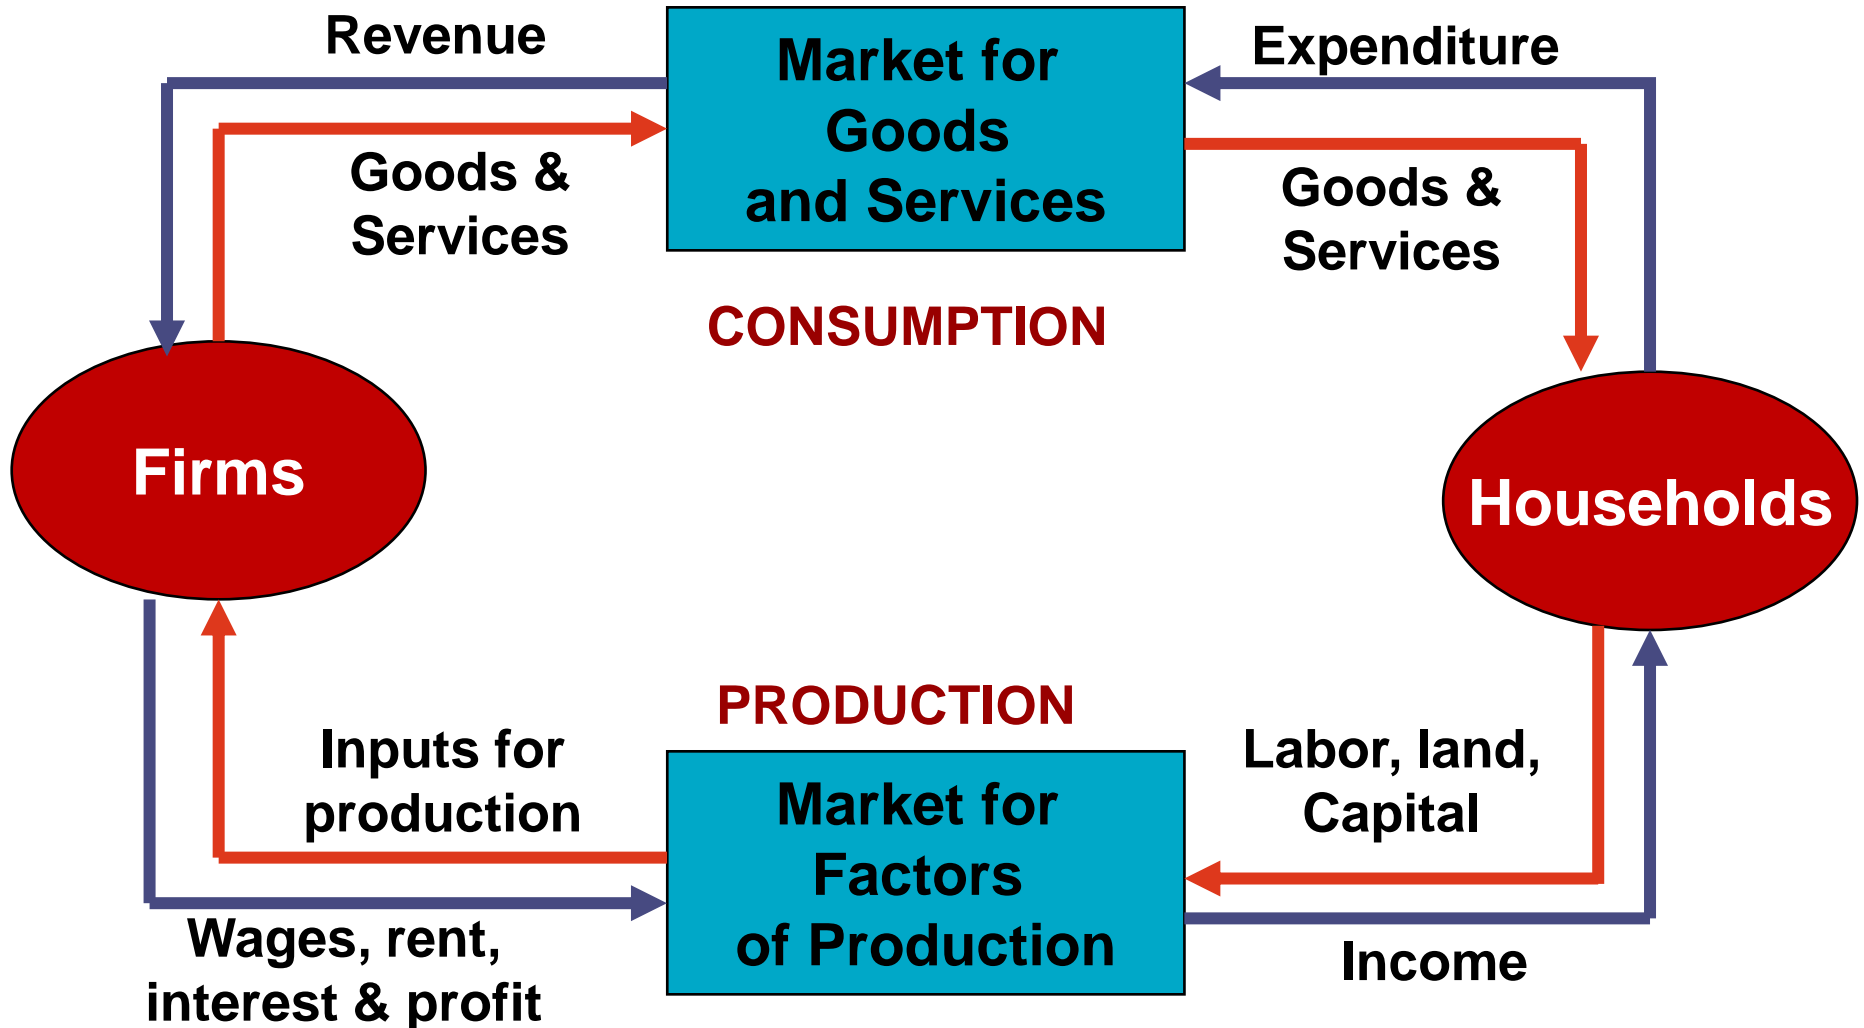 Revenue
Market for
Goods
and Services
Expenditure
Goods &
Services
Goods &
Services
CONSUMPTION
Firms
Households
PRODUCTION
Inputs for
production
Market for
Factors
of Production
Labor, land,
Capital
Wages, rent,
interest & profit
Income